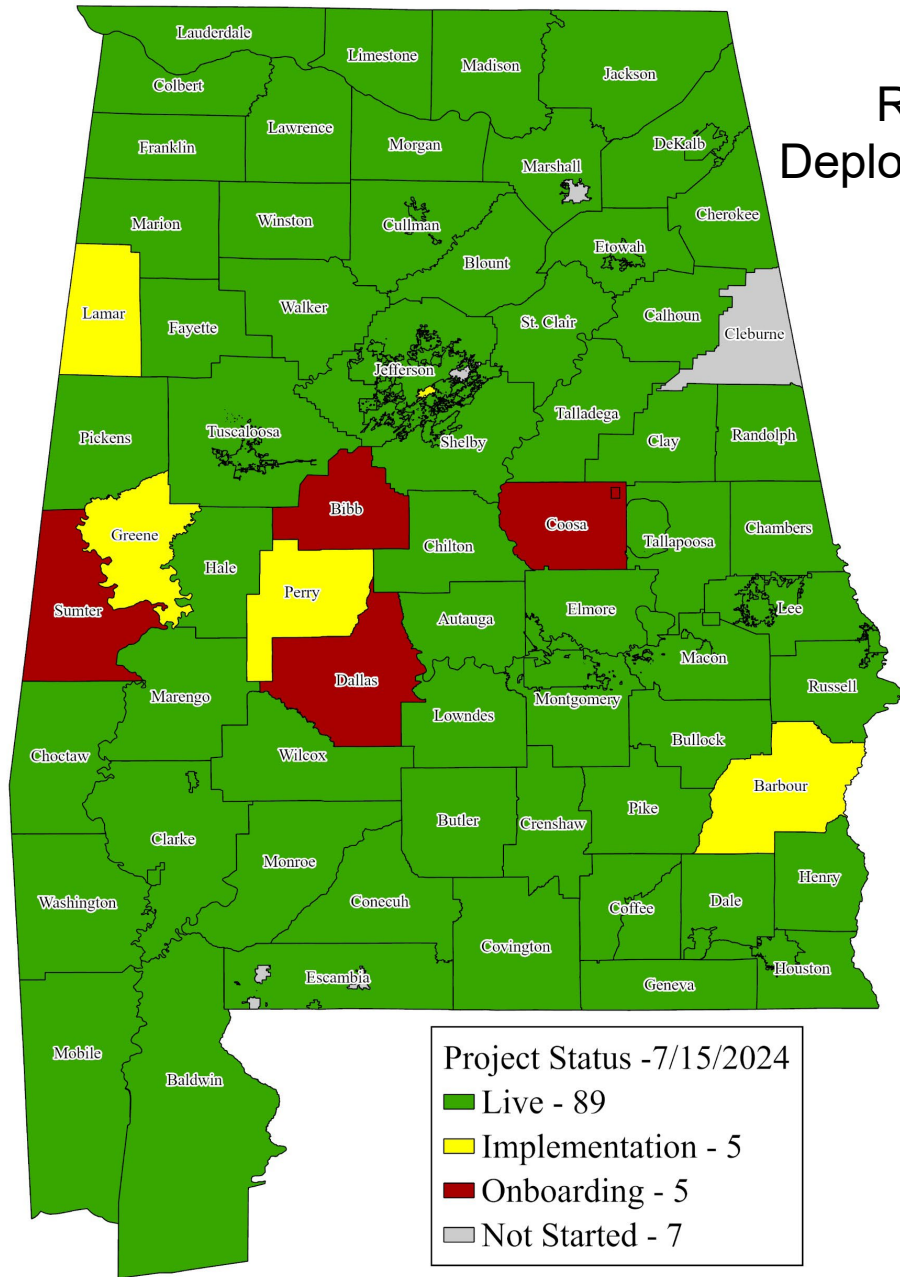 R
Deplo
Lauderdale
Limestone
Madison
Jackson
Colbert
Lawrence
Franklin
Morgan
DeKalb
Marshall
Cherokee
Marion
Winston
Cullman
Etowah
Blount
Lamar
Walker
Calhoun
St. Clair
Fayette
Cleburne
Jefferson
Talladega
Pickens
Tuscaloosa
Shelby
Clay
Randolph
Bibb
Greene
Coosa
Chambers
Tallapoosa
Chilton
Hale
Perry
Sumter
Lee
Elmore
Autauga
Macon
Dallas
Russell
Marengo
Montgomery
Lowndes
Bullock
Choctaw
Wilcox
Barbour
Pike
Butler
Crenshaw
Clarke
Monroe
Henry
Washington
Conecuh
Coffee
Dale
Covington
Houston
Escambia
Geneva
Mobile
Baldwin
Project Status -7/15/2024
Live - 89
Implementation - 5
Onboarding - 5
Not Started - 7